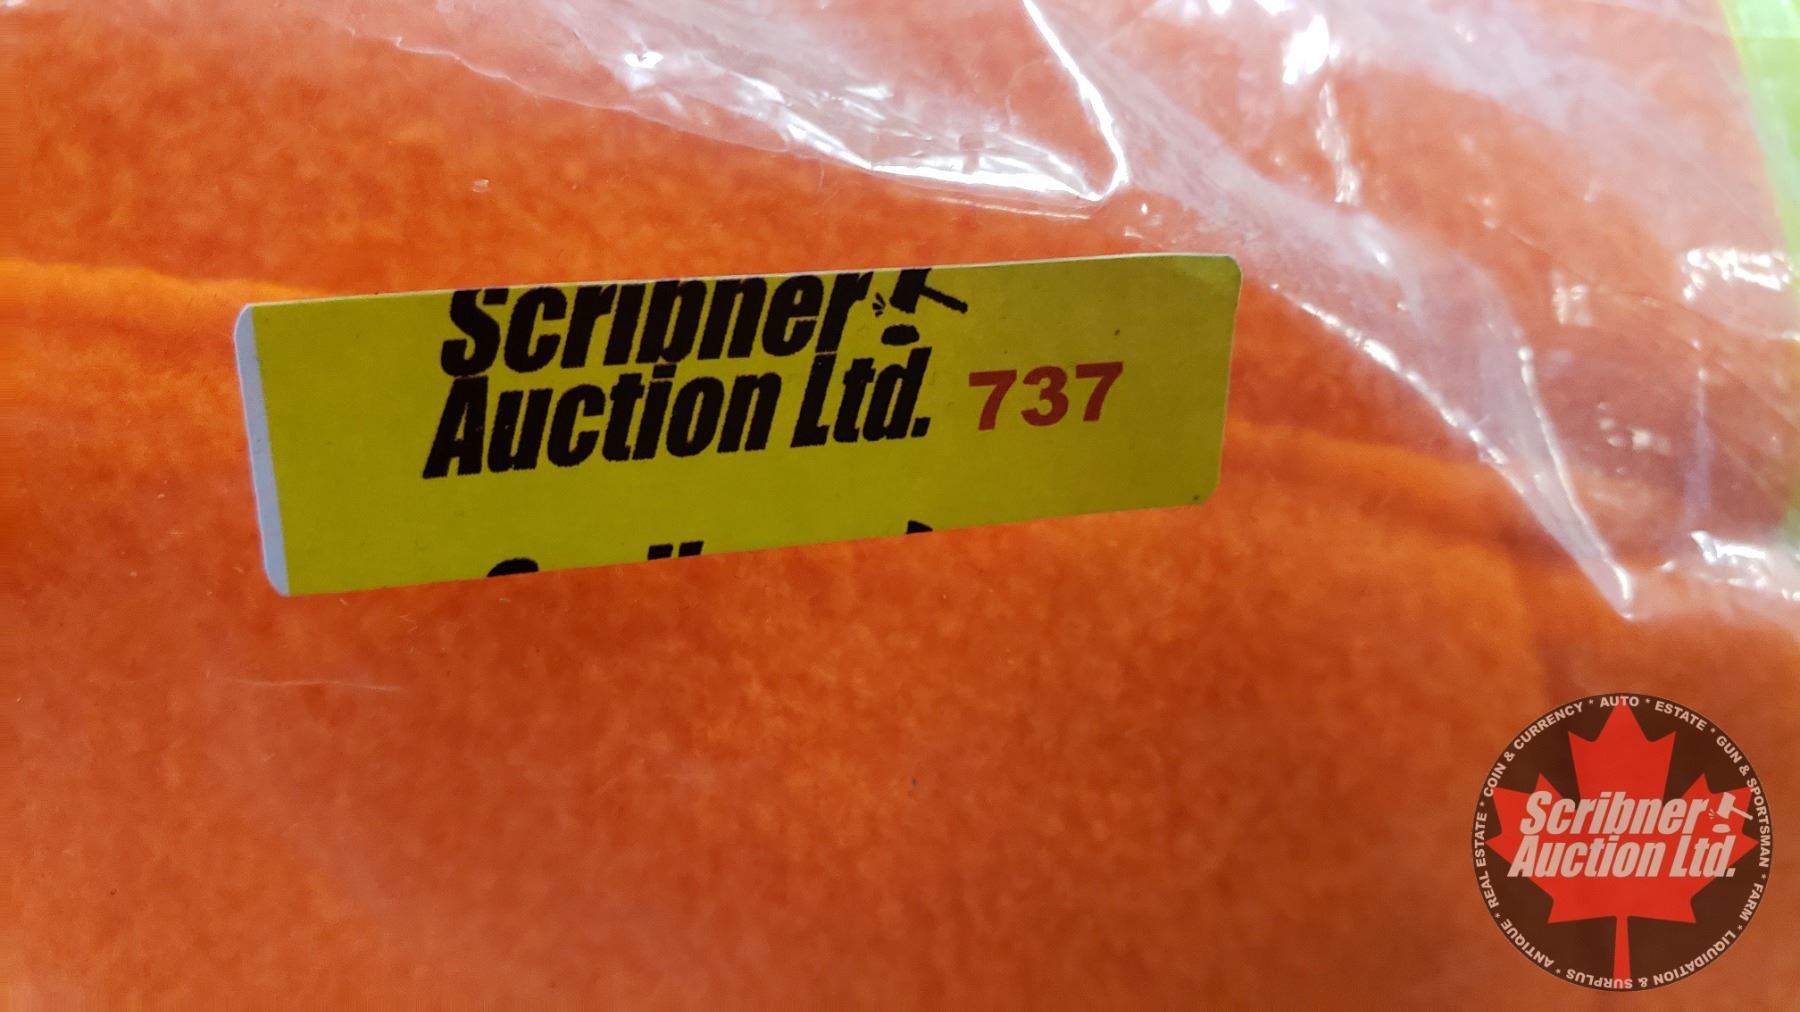 Scribner
Auction Ltd. 737
COIN & CURRENCY * AUTO * ESTATE * GUN & SPORTSMAN * FARM * LIQUIDATION & SURPLUS * ANTIQUE * REAL ESTATE *
Scribner
Auction Ltd.